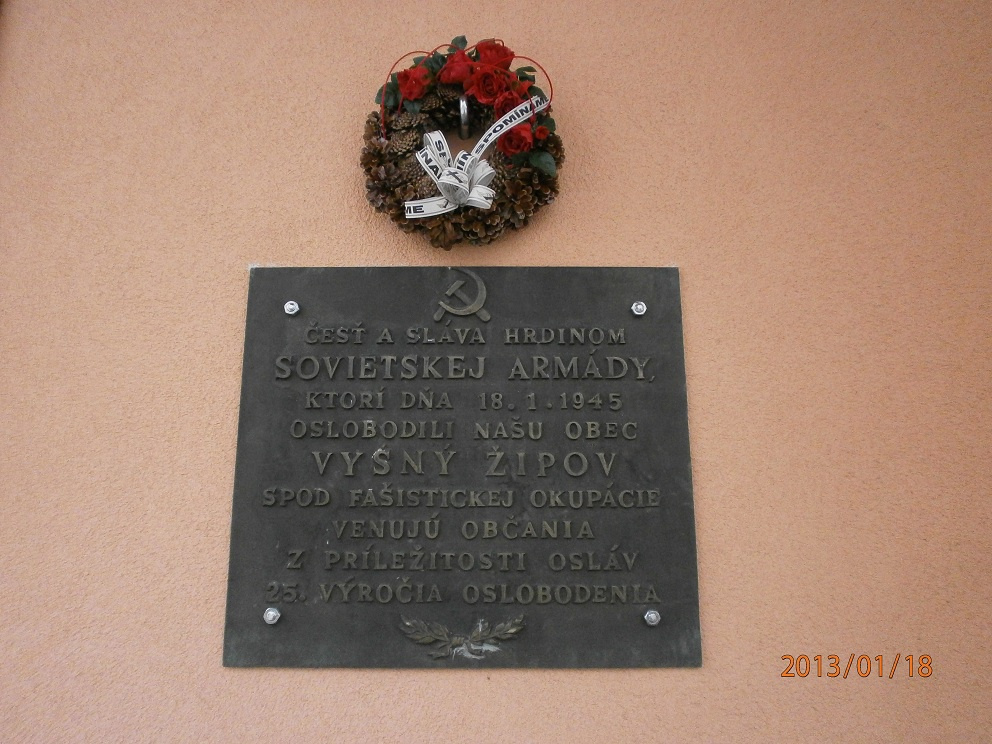 SPOMÍNAME
ČESŤ A SLÁVA HRDINOM
SOVIETSKEJ ARMÁDY,
KTORÍ DŇA 18.1.1945
OSLOBODILI NAŠU OBEC
VYŠNÝ ŽIPOV
SPOD FAŠISTICKEJ OKUPÁCIE
VENUJÚ OBČANIA
Z PRÍLEŽITOSTI OSLÁV
25. VÝROČIA OSLOBODENIA
2013/01/18